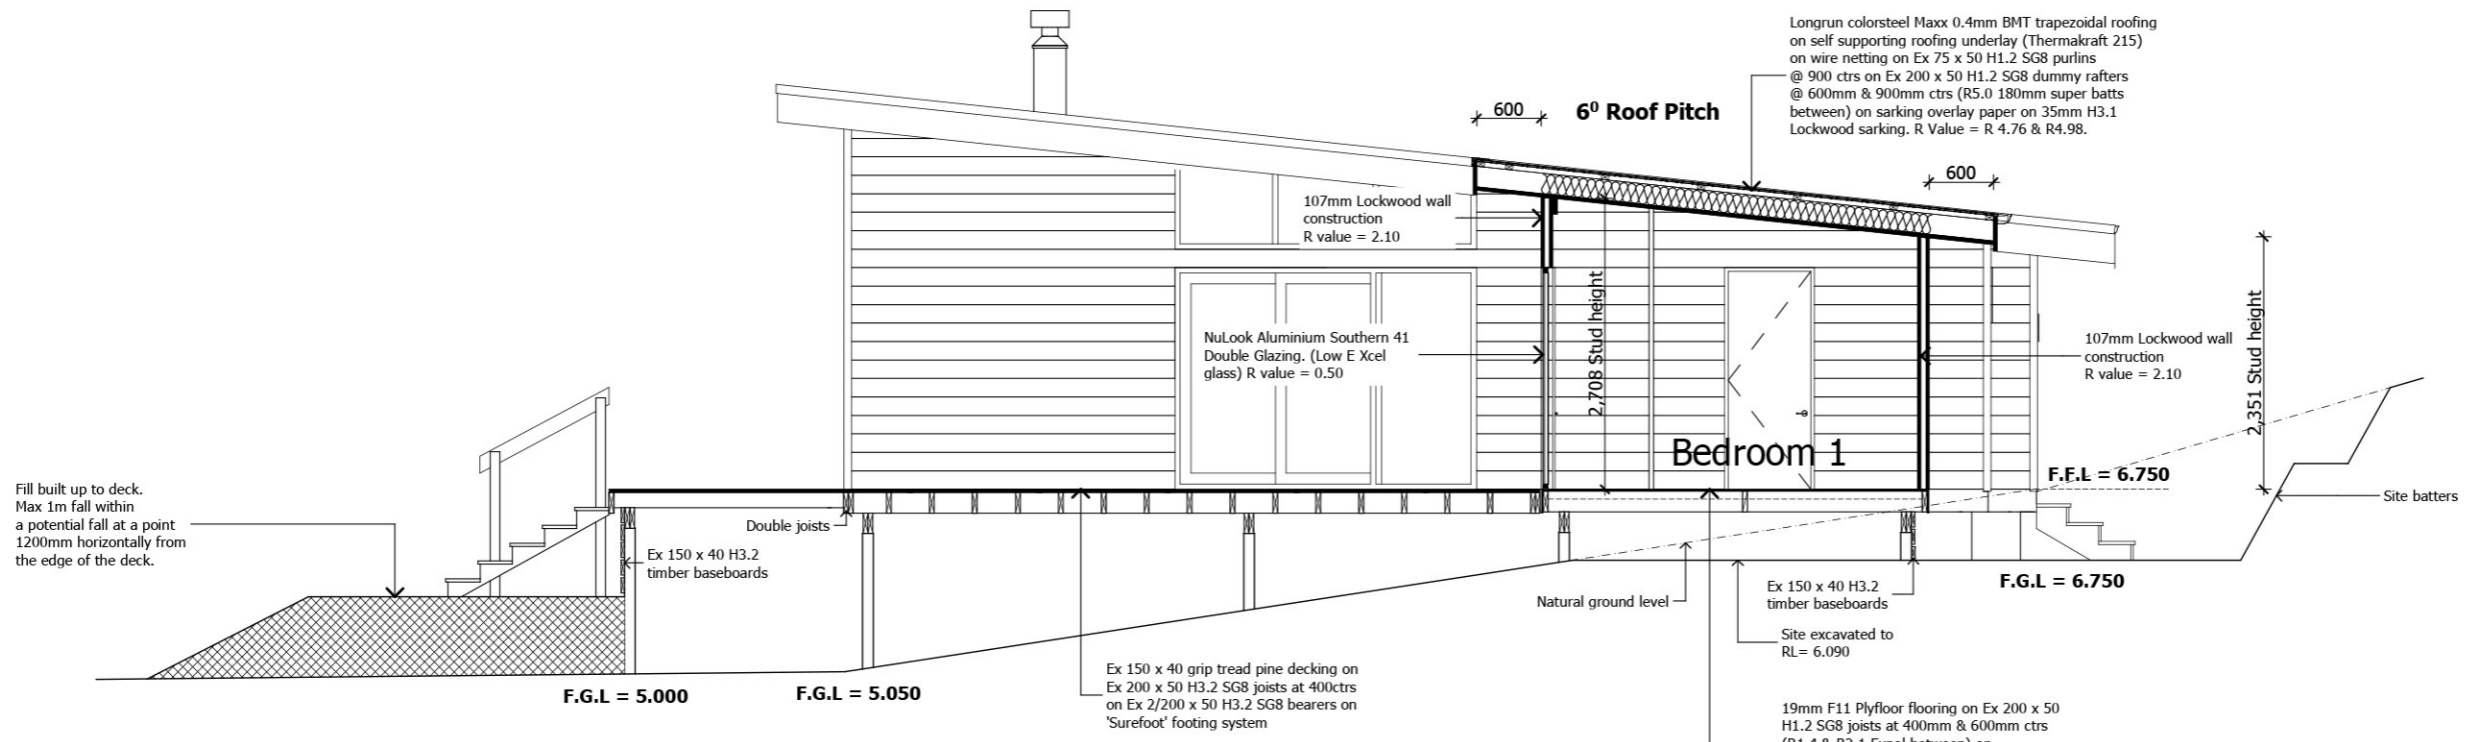 Longrun colorsteel Maxx 0.4mm BMT trapezoidal roofing
on self supporting roofing underlay (Thermakraft 215)
on wire netting on Ex 75 x 50 H1.2 SG8 purlins
@ 900 ctrs on Ex 200 x 50 H1.2 SG8 dummy rafters
@ 600mm & 900mm ctrs (R5.0 180mm super batts
between) on sarking overlay paper on 35mm H3.1
Lockwood sarking. R Value = R 4.76 & R4.98.
600
6⁰ Roof Pitch
600
107mm Lockwood wall
construction
R value = 2.10
NuLook Aluminium Southern 41
Double Glazing. (Low E Xcel
glass) R value = 0.50
2,708 Stud height
2,351 Stud height
107mm Lockwood wall
construction
R value = 2.10
Bedroom 1
F.F.L = 6.750
Site batters
Fill built up to deck.
Max 1m fall within
a potential fall at a point
1200mm horizontally from
the edge of the deck.
Double joists
Ex 150 x 40 H3.2
timber baseboards
Natural ground level
Ex 150 x 40 H3.2
timber baseboards
F.G.L = 6.750
Site excavated to
RL= 6.090
F.G.L = 5.000
F.G.L = 5.050
Ex 150 x 40 grip tread pine decking on
Ex 200 x 50 H3.2 SG8 joists at 400ctrs
on Ex 2/200 x 50 H3.2 SG8 bearers on
'Surefoot' footing system
19mm F11 Plyfloor flooring on Ex 200 x 50
H1.2 SG8 joists at 400mm & 600mm ctrs